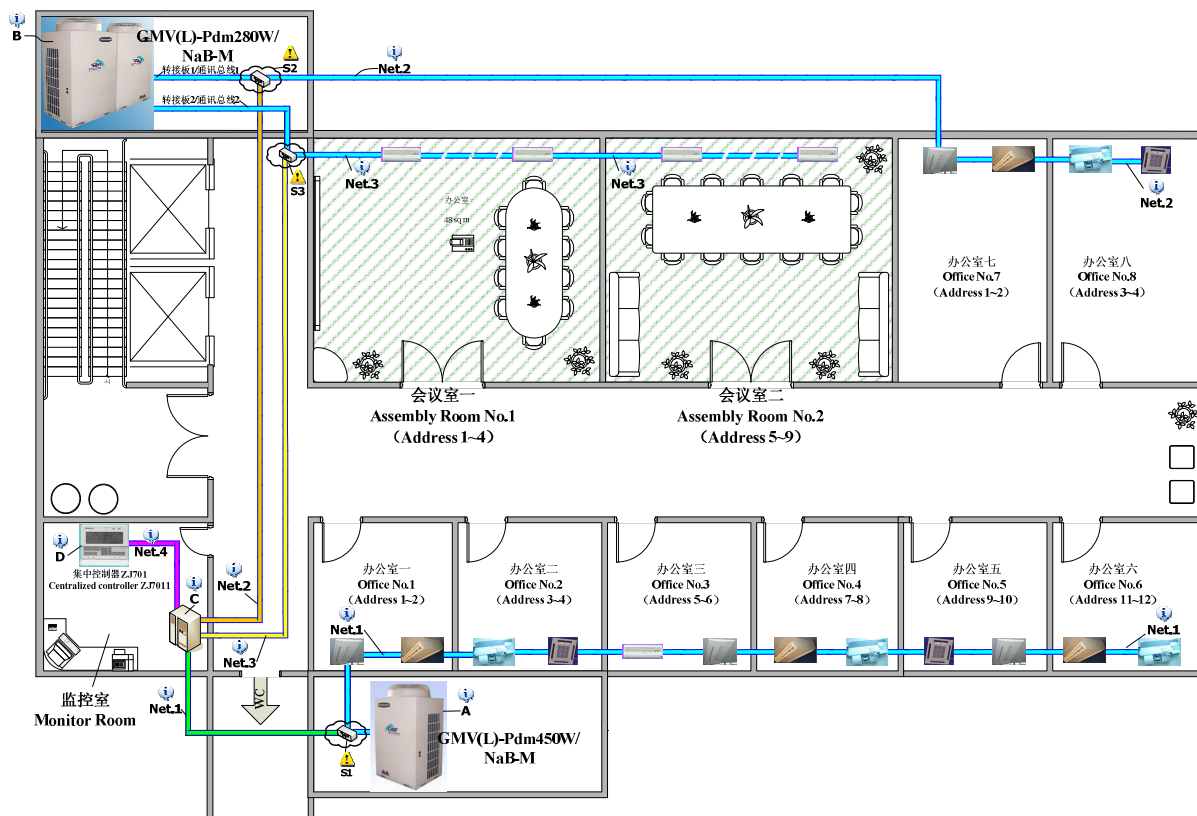 B
GMV(L)-Pdm280W/
NaB-M
转接板1/通讯总线1
转接板2/通讯总线2
S2
Net.2
S3
Net.3
Net.3
Net.2
办公室
48 sq m
办公室七
Office No.7
（Address 1~2）
办公室八
Office No.8
（Address 3~4）
会议室一
Assembly Room No.1
（Address 1~4）
会议室二
Assembly Room No.2
（Address 5~9）
D
Net.4
集中控制器ZJ701
Centralized controller ZJ7011
C
Net.2
Net.3
监控室
Monitor Room
Net.1
WC
办公室一
Office No.1
（Address 1~2）
办公室二
Office No.2
（Address 3~4）
办公室三
Office No.3
（Address 5~6）
办公室四
Office No.4
（Address 7~8）
办公室五
Office No.5
（Address 9~10）
办公室六
Office No.6
（Address 11~12）
Net.1
Net.1
S1
A
GMV(L)-Pdm450W/
NaB-M